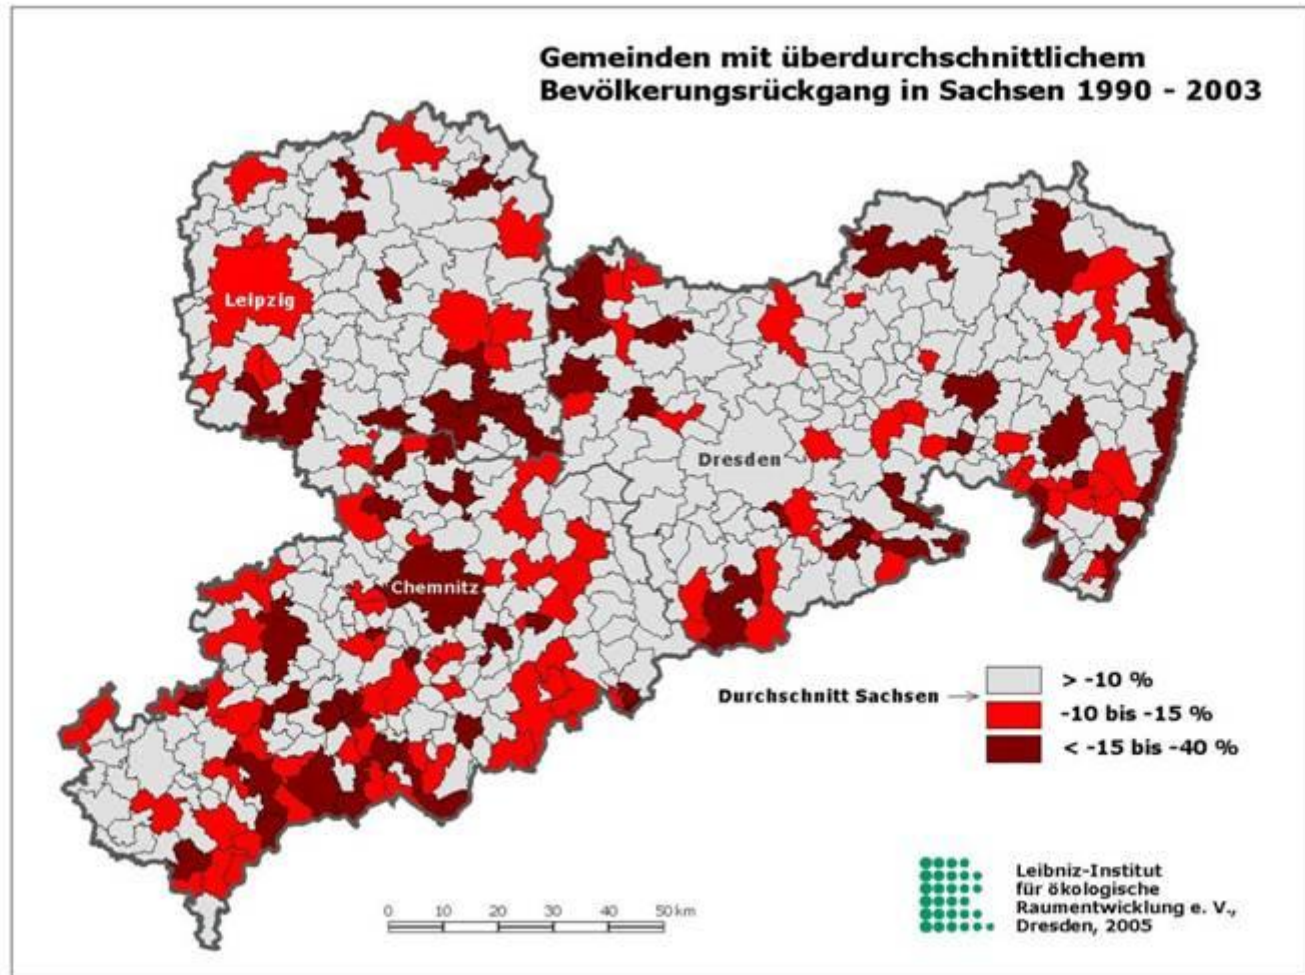 Gemeinden mit überdurchschnittlichem
Bevölkerungsrückgang in Sachsen 1990 - 2003
Leipzig
Dresden
Chemnitz
Durchschnitt Sachsen
> -10 %
-10 bis -15 %
< -15 bis -40 %
0 10 20 30 40 50 km
Leibniz-Institut
für ökologische
Raumentwicklung e. V.,
Dresden, 2005